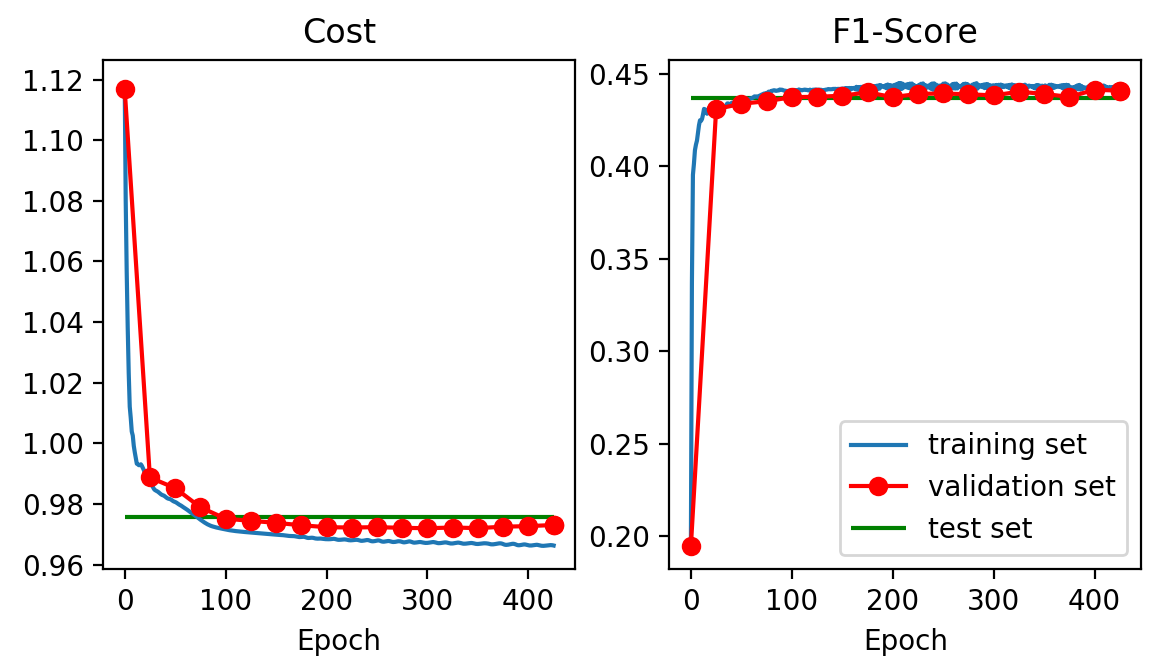 Cost
1.12
1.10
1.08
1.06
1.04
1.02
1.00
0.98
0.96
0 100 200 300 400
Epoch
F1-Score
0.45
0.40
0.35
0.30
0.25
0.20
training set
validation set
test set
0 100 200 300 400
Epoch